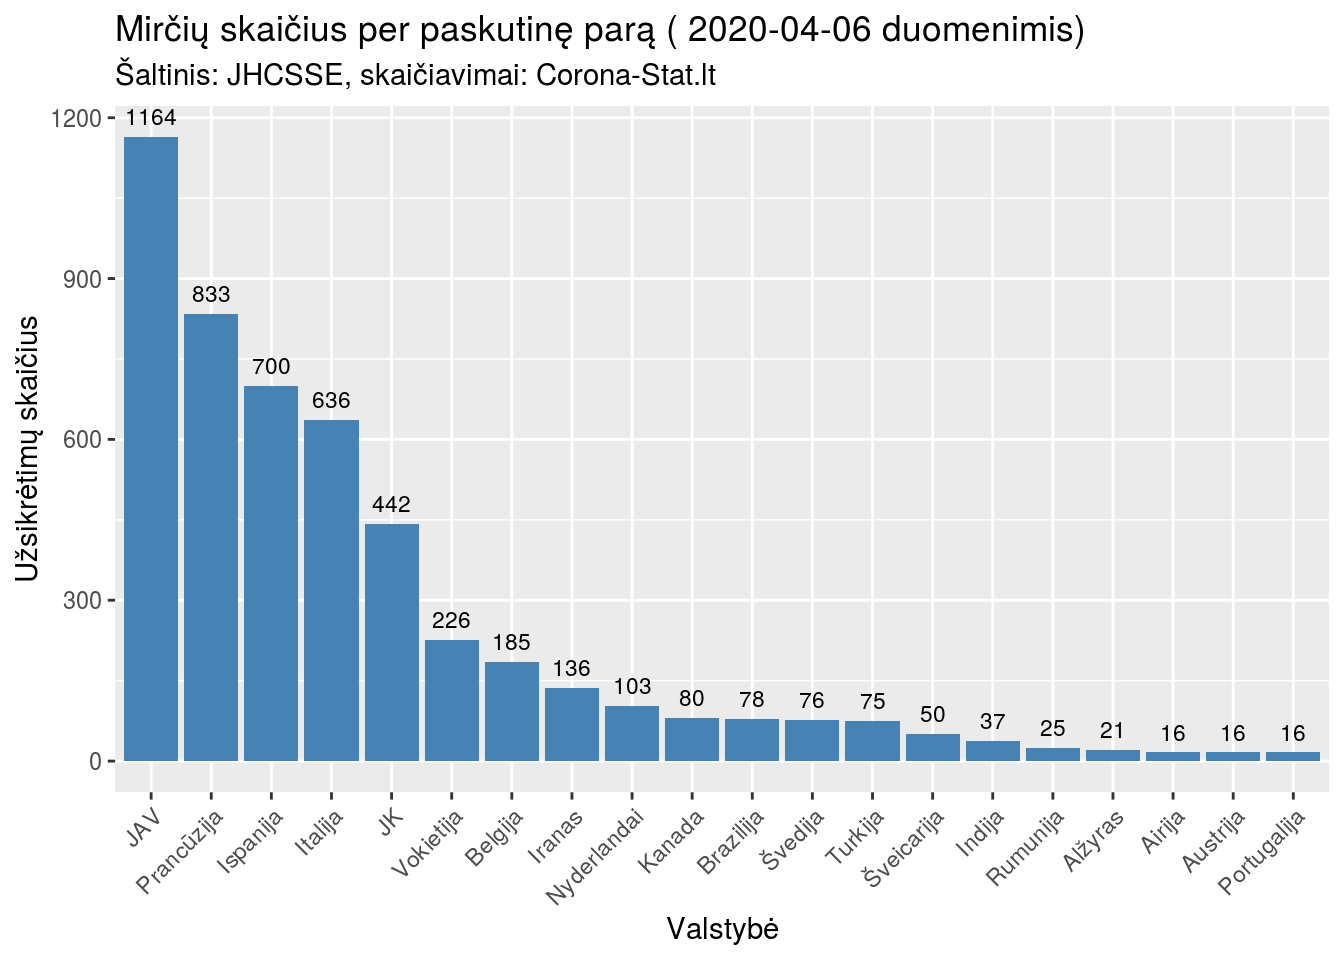 Mirčių skaičius per paskutinę parą ( 2020-04-06 duomenimis)
Šaltinis: JHCSSE, skaičiavimai: Corona-Stat.lt
Užsikrėtimų skaičius
1200
900
600
300
0
1164
833
700
636
442
226
185
136
103
80
78
76
75
50
37
25
21
16
16
16
JAV
Prancūzija
Ispanija
Italija
JK
Vokietija
Belgija
Iranas
Nyderlandai
Kanada
Brazilija
Švedija
Turkija
Šveicarija
Indija
Rumunija
Alžyras
Airija
Austrija
Portugalija
Valstybė